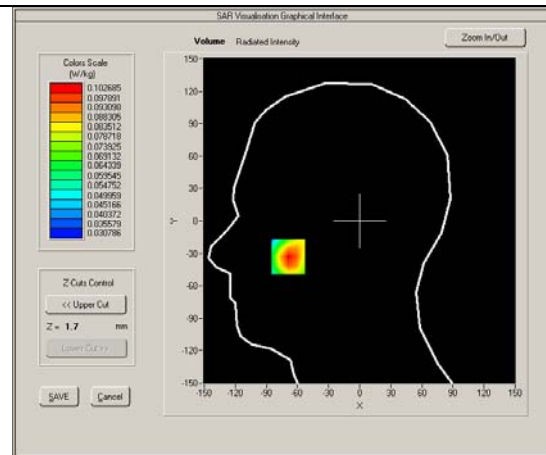 SAR Visualisation Graphical Interface
Volume Radiated Intensity
Zoom In/Out
Colors Scale
(W/kg)
0.102685
0.097891
0.093098
0.088305
0.083512
0.078718
0.073925
0.069132
0.064339
0.059545
0.054752
0.049959
0.045166
0.040372
0.035579
0.030786
Z Cuts Control
<< Upper Cut
Z = 1.7 mm
Lower Cut >>
SAVE Cancel
150
120
90
60
30
0
-30
-60
-90
-120
-150
Y
-150 -120 -90 -60 -30 0 30 60 90 120 150
X